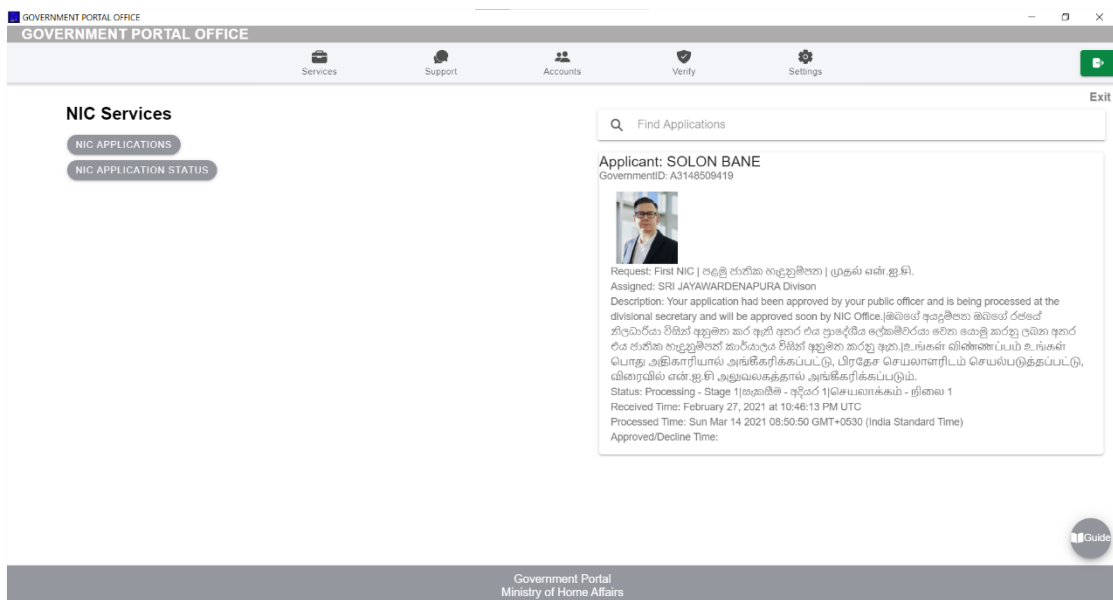 GOVERNMENT PORTAL OFFICE
GOVERNMENT PORTAL OFFICE
Services
Support
Accounts
Verify
Settings
Exit
NIC Services
NIC APPLICATIONS
NIC APPLICATION STATUS
Find Applications
Applicant: SOLON BANE
GovernmentID: A3148509419
Request: First NIC | පළමු ජාතික හැඳුනුම්පත | முதல் என்.ஐ.சி.
Assigned: SRI JAYAWARDENAPURA Divison
Description: Your application had been approved by your public officer and is being processed at the
divisional secretary and will be approved soon by NIC Office.|ඔබගේ අයදුම්පත ඔබගේ රජයේ
නිලධාරියා විසින් අනුමත කර ඇති අතර එය ප්‍රාදේශීය ලේකම්වරයා වෙත යොමු කරනු ලබන අතර
එය ජාතික හැඳුනුම්පත් කාර්යාලය විසින් අනුමත කරනු ඇත.|உங்கள் விண்ணப்பம் உங்கள்
பொது அதிகாரியால் அங்கீகரிக்கப்பட்டு, பிரதேச செயலாளரிடம் செயல்படுத்தப்பட்டு,
விரைவில் என்.ஐ.சி அலுவலகத்தால் அங்கீகரிக்கப்படும்.
Status: Processing - Stage 1|සැකසීම - අදියර 1|செயலாக்கம் - நிலை 1
Received Time: February 27, 2021 at 10:46:13 PM UTC
Processed Time: Sun Mar 14 2021 08:50:50 GMT+0530 (India Standard Time)
Approved/Decline Time:
Guide
Government Portal
Ministry of Home Affairs